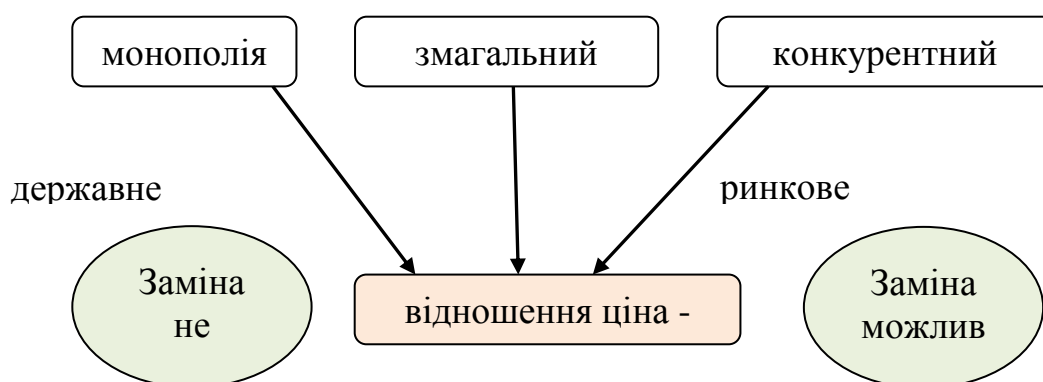 монополія
змагальний
конкурентний
державне
ринкове
Заміна
не
відношення ціна -
Заміна
можлив